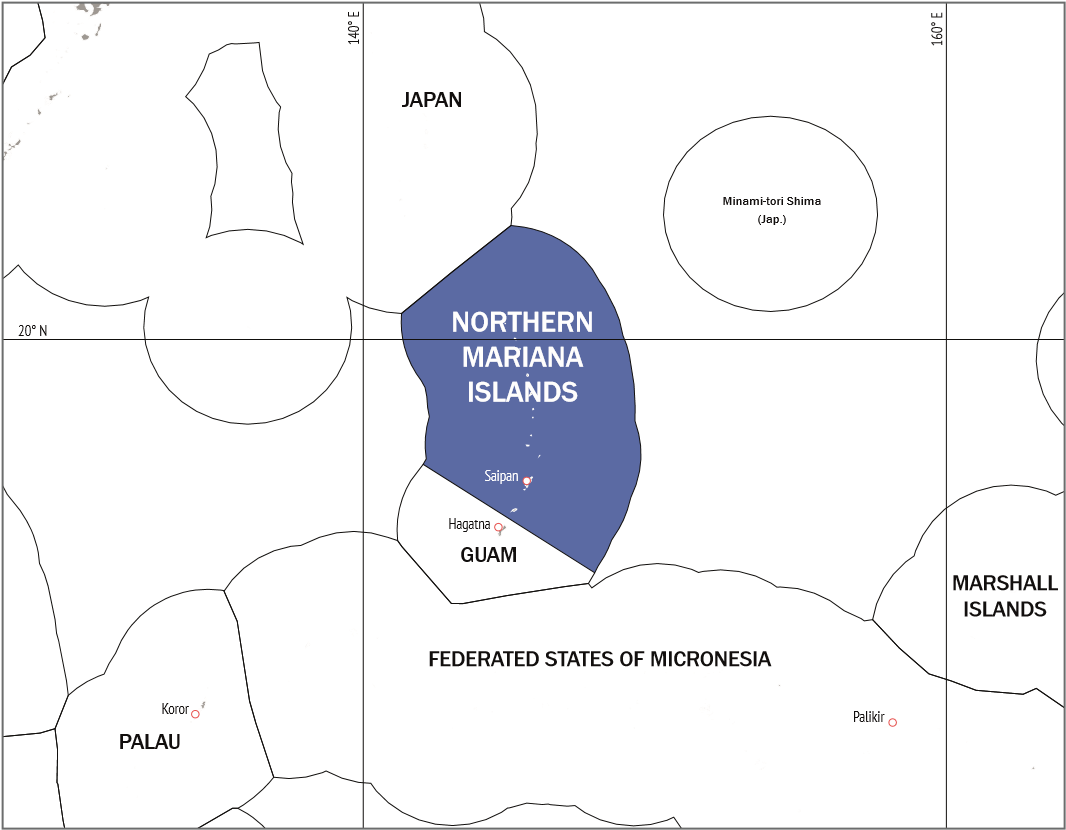 140° E
160° E
JAPAN
Minami-tori Shima
(Jap.)
20° N
NORTHERN
MARIANA
ISLANDS
Saipan
Hagatna
GUAM
MARSHALL
ISLANDS
FEDERATED STATES OF MICRONESIA
Koror
Palikir
PALAU